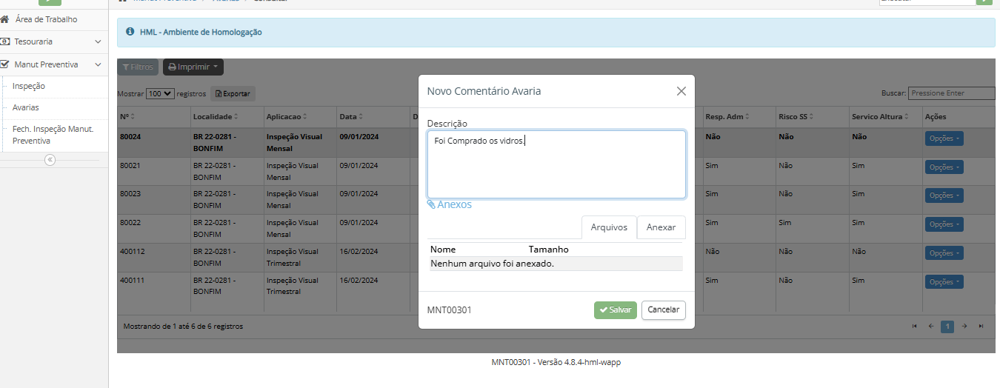 Manut Preventiva / Avarias / Consultar
Executar
Área de Trabalho
Tesouraria
Manut Preventiva
Inspeção
Avarias
Fech. Inspeção Manut.
Preventiva
HML - Ambiente de Homologação
Filtros Imprimir
Mostrar 100 registros Exportar
Buscar: Pressione Enter
Nº Localidade Aplicacao Data D Resp. Adm Risco SS Servico Altura Ações
80024 BR 22-0281 - Inspeção Visual 09/01/2024 Não Não Não Opções
BONFIM Mensal
80021 BR 22-0281 - Inspeção Visual 09/01/2024 Sim Não Sim Opções
BONFIM Mensal
80023 BR 22-0281 - Inspeção Visual 09/01/2024 Sim Não Sim Opções
BONFIM Mensal
80022 BR 22-0281 - Inspeção Visual 09/01/2024 Sim Sim Sim Opções
BONFIM Mensal
400112 BR 22-0281 - Inspeção Visual 16/02/2024 Não Não Não Opções
BONFIM Trimestral
400111 BR 22-0281 - Inspeção Visual 16/02/2024 Sim Não Sim Opções
BONFIM Trimestral
Mostrando de 1 até 6 de 6 registros
1
Novo Comentário Avaria
Descrição
Foi Comprado os vidros.
Anexos
Arquivos Anexar
Nome Tamanho
Nenhum arquivo foi anexado.
MNT00301 Salvar Cancelar
MNT00301 - Versão 4.8.4-hml-wapp